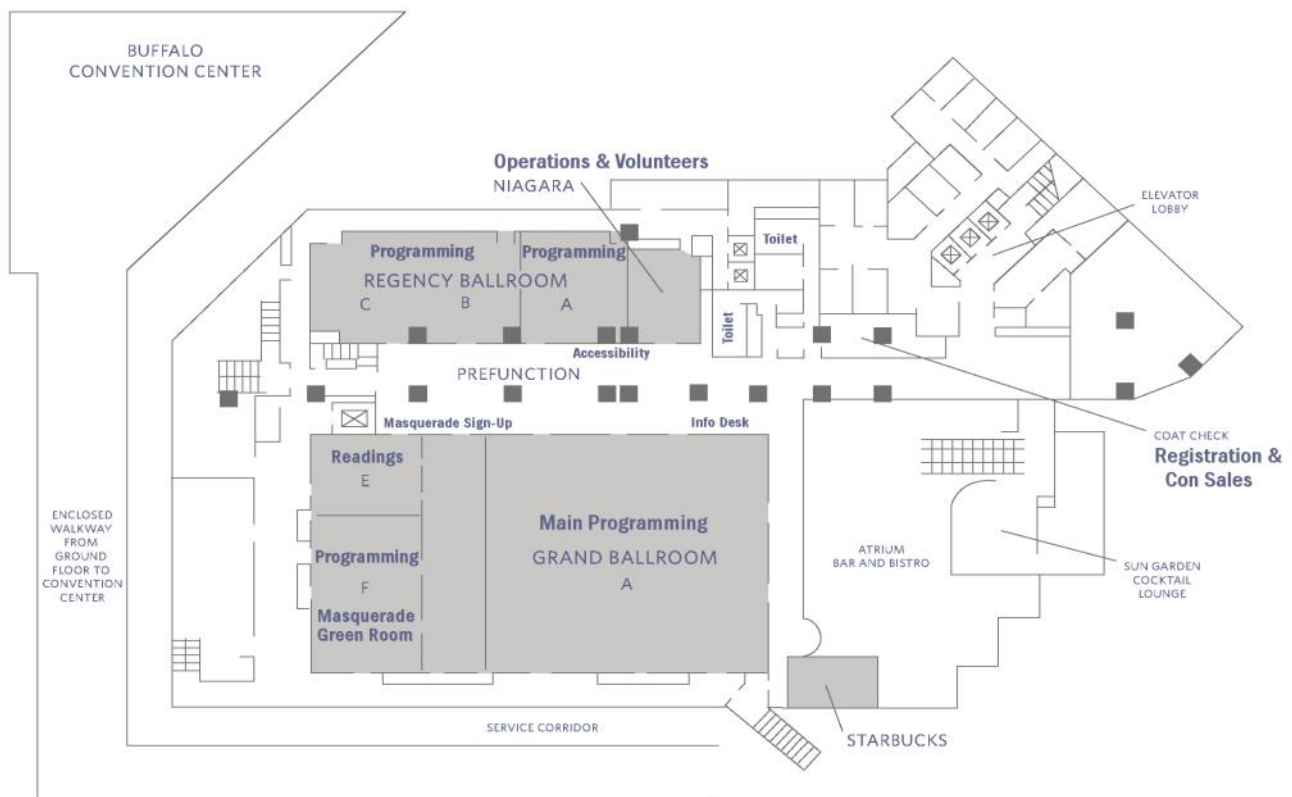 BUFFALO
CONVENTION CENTER
Operations & Volunteers
NIAGARA
ELEVATOR
LOBBY
Toilet
Programming
Programming
REGENCY BALLROOM
C
B
A
Toilet
Accessibility
PREFUNCTION
Masquerade Sign-Up
Info Desk
COAT CHECK
Registration &
Con Sales
Readings
E
Main Programming
GRAND BALLROOM
A
Programming
F
Masquerade
Green Room
ENCLOSED
WALKWAY
FROM
GROUND
FLOOR TO
CONVENTION
CENTER
ATRIUM
BAR AND BISTRO
SUN GARDEN
COCKTAIL
LOUNGE
SERVICE CORRIDOR
STARBUCKS